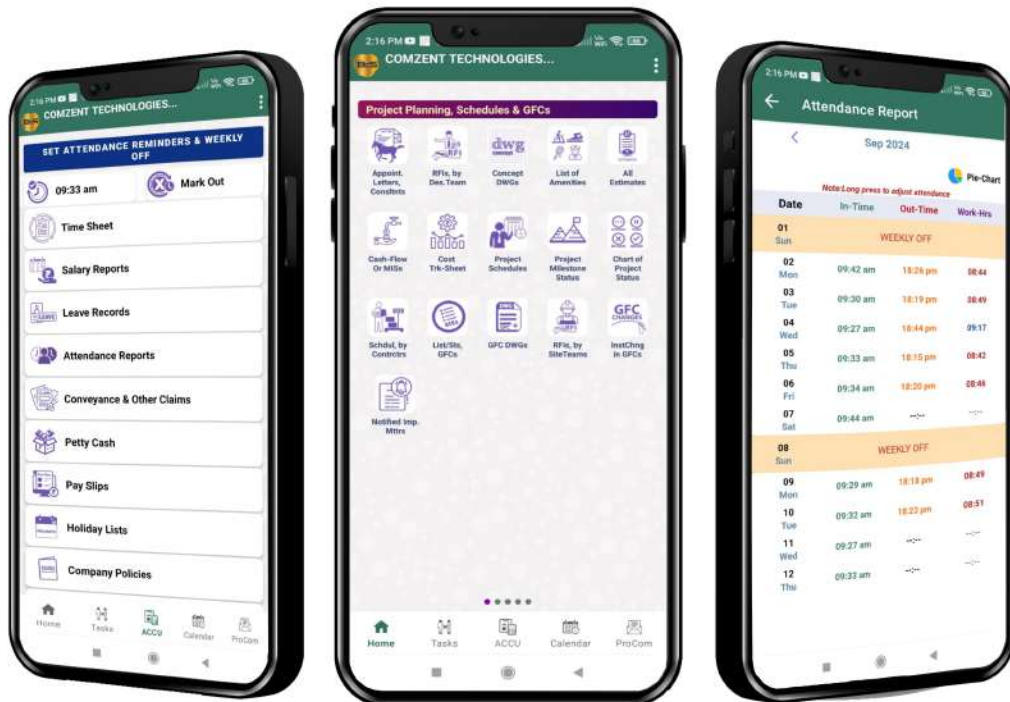 2:16 PM
COMZENT TECHNOLOGIES...
SET ATTENDANCE REMINDERS & WEEKLY
OFF
09:33 am
Mark Out
Time Sheet
Salary Reports
Leave Records
Attendance Reports
Conveyance & Other Claims
Petty Cash
Pay Slips
Holiday Lists
Company Policies
Home Tasks ACCU Calendar ProCom
2:16 PM
COMZENT TECHNOLOGIES...
Project Planning, Schedules & GFCs
RFI
dwg
Appoint.
Letters,
Consltnts
RFIs, by
Des.Team
Concept
DWGs
List of
Amenities
All
Estimates
Cash-Flow
Or MISs
Cost
Trk-Sheet
Project
Schedules
Project
Milestone
Status
Chart of
Project
Status
DWG
RFI
GFC
CHANGES
Schdul, by
Contrctrs
List/Sts,
GFCs
GFC DWGs
RFIs, by
SiteTeams
InstChng
in GFCs
Notified Imp.
Mttrs
Home Tasks ACCU Calendar ProCom
2:16 PM
Attendance Report
Sep 2024
Pie-Chart
Note:Long press to adjust attendance
Date In-Time Out-Time Work-Hrs
01
Sun
WEEKLY OFF
02
Mon
09:42 am 18:26 pm 08:44
03
Tue
09:30 am 18:19 pm 08:49
04
Wed
09:27 am 18:44 pm 09:17
05
Thu
09:33 am 18:15 pm 08:42
06
Fri
09:34 am 18:20 pm 08:46
07
Sat
09:44 am --:-- --:--
08
Sun
WEEKLY OFF
09
Mon
09:29 am 18:18 pm 08:49
10
Tue
09:32 am 18:23 pm 08:51
11
Wed
09:27 am --:-- --:--
12
Thu
09:33 am --:-- --:--